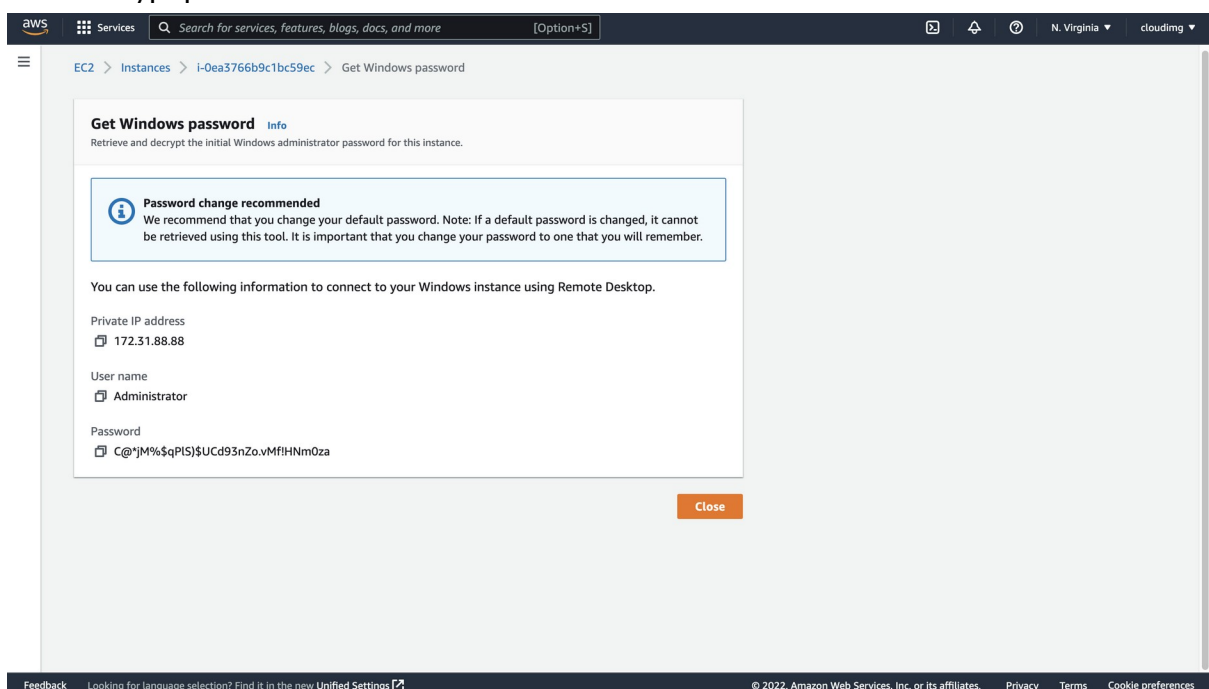 aws Services Search for services, features, blogs, docs, and more [Option+S] N. Virginia ▼ cloudimg ▼
EC2 > Instances > i-0ea3766b9c1bc59ec > Get Windows password
Get Windows password Info
Retrieve and decrypt the initial Windows administrator password for this instance.
Password change recommended
We recommend that you change your default password. Note: If a default password is changed, it cannot
be retrieved using this tool. It is important that you change your password to one that you will remember.
You can use the following information to connect to your Windows instance using Remote Desktop.
Private IP address
172.31.88.88
User name
Administrator
Password
C@*jM%$qPlS)$UCd93nZo.vMf!HNm0za
Close
Feedback Looking for language selection? Find it in the new Unified Settings © 2022, Amazon Web Services, Inc. or its affiliates. Privacy Terms Cookie preferences